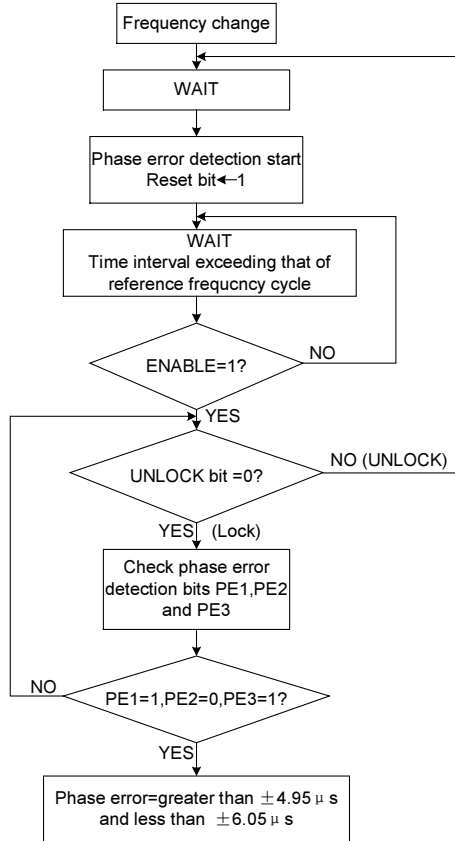 Frequency change
WAIT
Phase error detection start
Reset bit←1
WAIT
Time interval exceeding that of
reference frequcncy cycle
ENABLE=1?
NO
YES
UNLOCK bit =0?
NO (UNLOCK)
YES (Lock)
Check phase error
detection bits PE1,PE2
and PE3
NO
PE1=1,PE2=0,PE3=1?
YES
Phase error=greater than ±4.95 μ s
and less than ±6.05 μ s